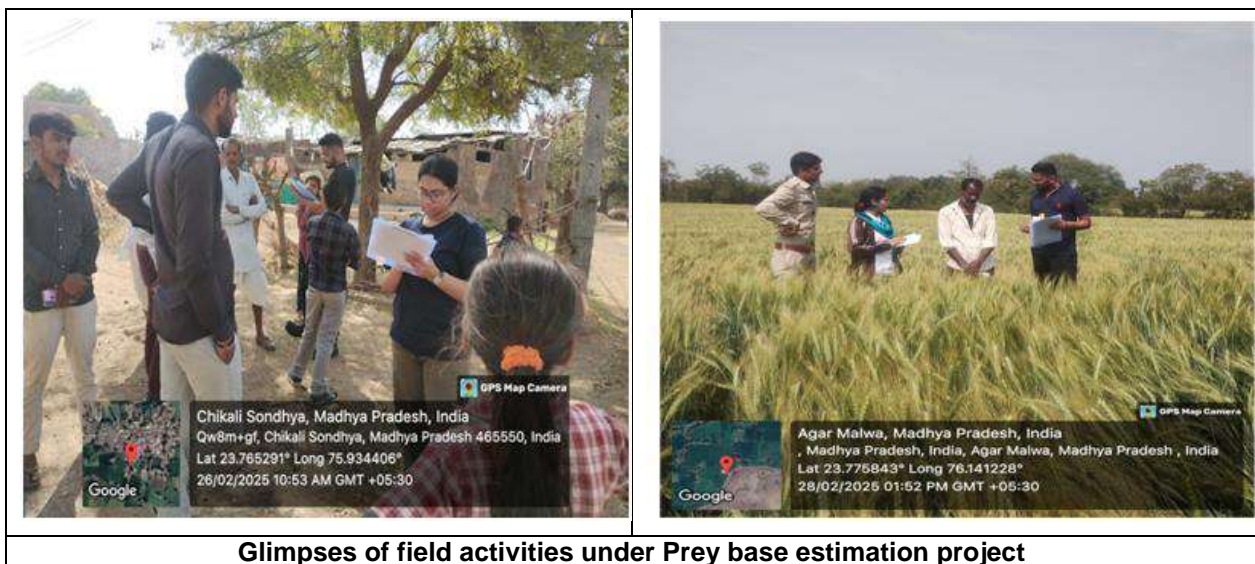 GPS Map Camera
Chikali Sondhya, Madhya Pradesh, India
Qw8m+gf, Chikali Sondhya, Madhya Pradesh 465550, India
Lat 23.765291° Long 75.934406°
26/02/2025 10:53 AM GMT +05:30
Google
GPS Map Camera
Agar Malwa, Madhya Pradesh, India
, Madhya Pradesh, India, Agar Malwa, Madhya Pradesh , India
Lat 23.775843° Long 76.141228°
28/02/2025 01:52 PM GMT +05:30
Google
Glimpses of field activities under Prey base estimation project